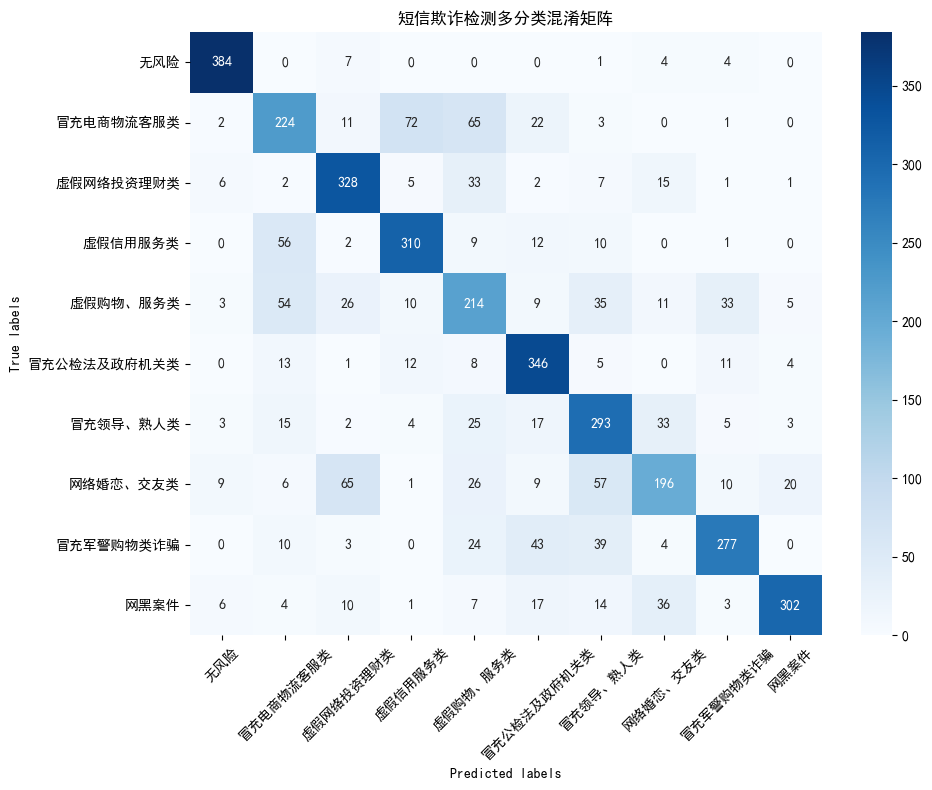 短信欺诈检测多分类混淆矩阵
True labels
无风险 384 0 7 0 0 0 1 4 4 0
冒充电商物流客服类 2 224 11 72 65 22 3 0 1 0
虚假网络投资理财类 6 2 328 5 33 2 7 15 1 1
虚假信用服务类 0 56 2 310 9 12 10 0 1 0
虚假购物、服务类 3 54 26 10 214 9 35 11 33 5
冒充公检法及政府机关类 0 13 1 12 8 346 5 0 11 4
冒充领导、熟人类 3 15 2 4 25 17 293 33 5 3
网络婚恋、交友类 9 6 65 1 26 9 57 196 10 20
冒充军警购物类诈骗 0 10 3 0 24 43 39 4 277 0
网黑案件 6 4 10 1 7 17 14 36 3 302
无风险
冒充电商物流客服类
虚假网络投资理财类
虚假信用服务类
虚假购物、服务类
冒充公检法及政府机关类
冒充领导、熟人类
网络婚恋、交友类
冒充军警购物类诈骗
网黑案件
Predicted labels
350
300
250
200
150
100
50
0